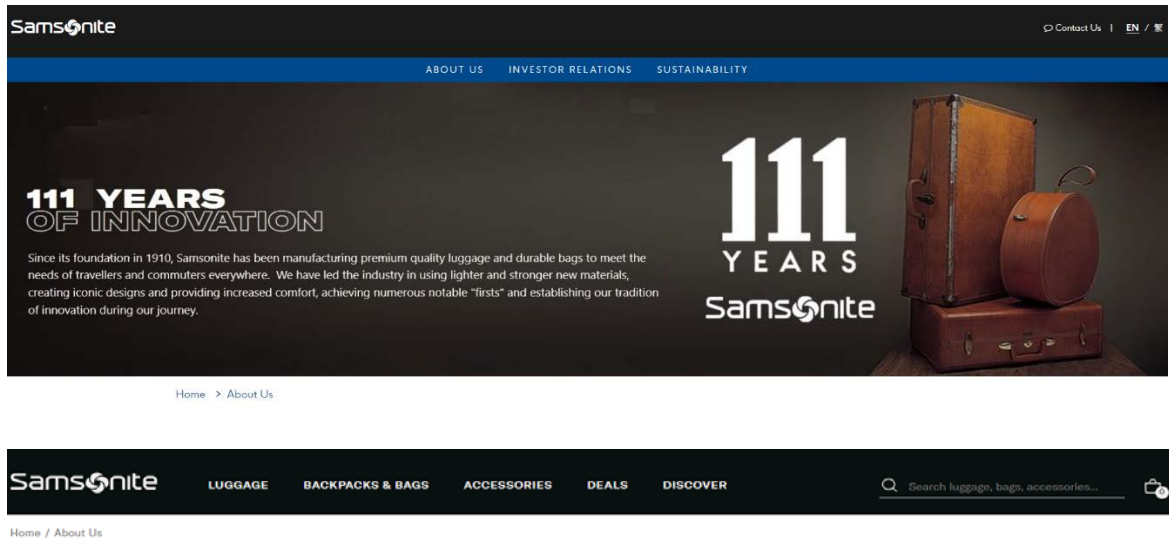 Samsonite
Contact Us | EN / 繁
ABOUT US INVESTOR RELATIONS SUSTAINABILITY
111 YEARS
OF INNOVATION
Since its foundation in 1910, Samsonite has been manufacturing premium quality luggage and durable bags to meet the
needs of travellers and commuters everywhere. We have led the industry in using lighter and stronger new materials,
creating iconic designs and providing increased comfort, achieving numerous notable "firsts" and establishing our tradition
of innovation during our journey.
111
YEARS
Samsonite
Home > About Us
Samsonite LUGGAGE BACKPACKS & BAGS ACCESSORIES DEALS DISCOVER Search luggage, bags, accessories... 0
Home / About Us